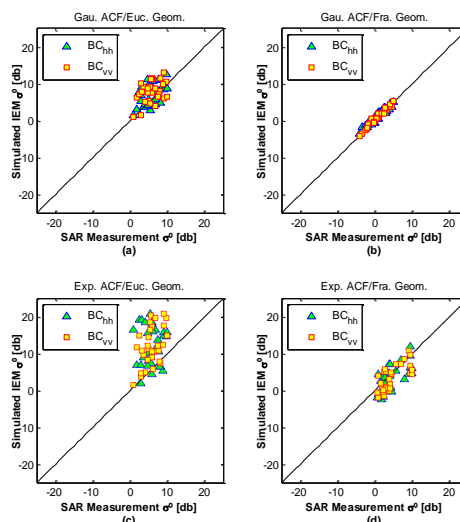 Gau. ACF/Euc. Geom.
BC_hh
BC_vv
Simulated IEM σ⁰ [db]
20
10
0
-10
-20
-20 -10 0 10 20
SAR Measurement σ⁰ [db]
(a)
Gau. ACF/Fra. Geom.
BC_hh
BC_vv
Simulated IEM σ⁰ [db]
20
10
0
-10
-20
-20 -10 0 10 20
SAR Measurement σ⁰ [db]
(b)
Exp. ACF/Euc. Geom.
BC_hh
BC_vv
Simulated IEM σ⁰ [db]
20
10
0
-10
-20
-20 -10 0 10 20
SAR Measurement σ⁰ [db]
(c)
Exp. ACF/Fra. Geom.
BC_hh
BC_vv
Simulated IEM σ⁰ [db]
20
10
0
-10
-20
-20 -10 0 10 20
SAR Measurement σ⁰ [db]
(d)